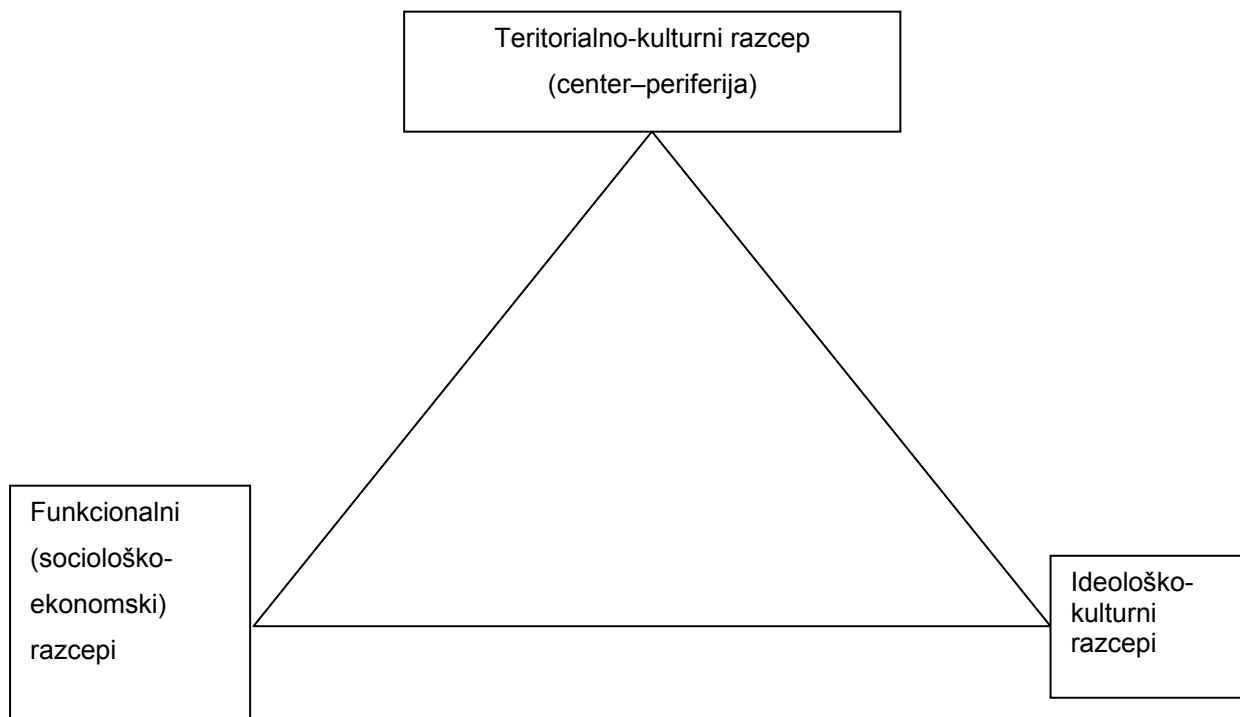 Teritorialno-kulturni razcep
(center–periferija)
Funkcionalni
(sociološko-
ekonomski)
razcepi
Ideološko-
kulturni
razcepi